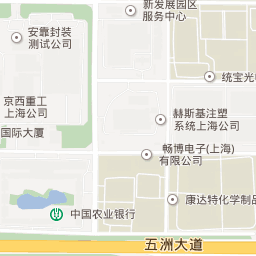 新发展园区
服务中心
安靠封装
测试公司
统宝光电
京西重工
上海公司
赫斯基注塑
系统上海公司
国际大厦
畅博电子(上海)
有限公司
康达特化学制品
中国农业银行
五洲大道